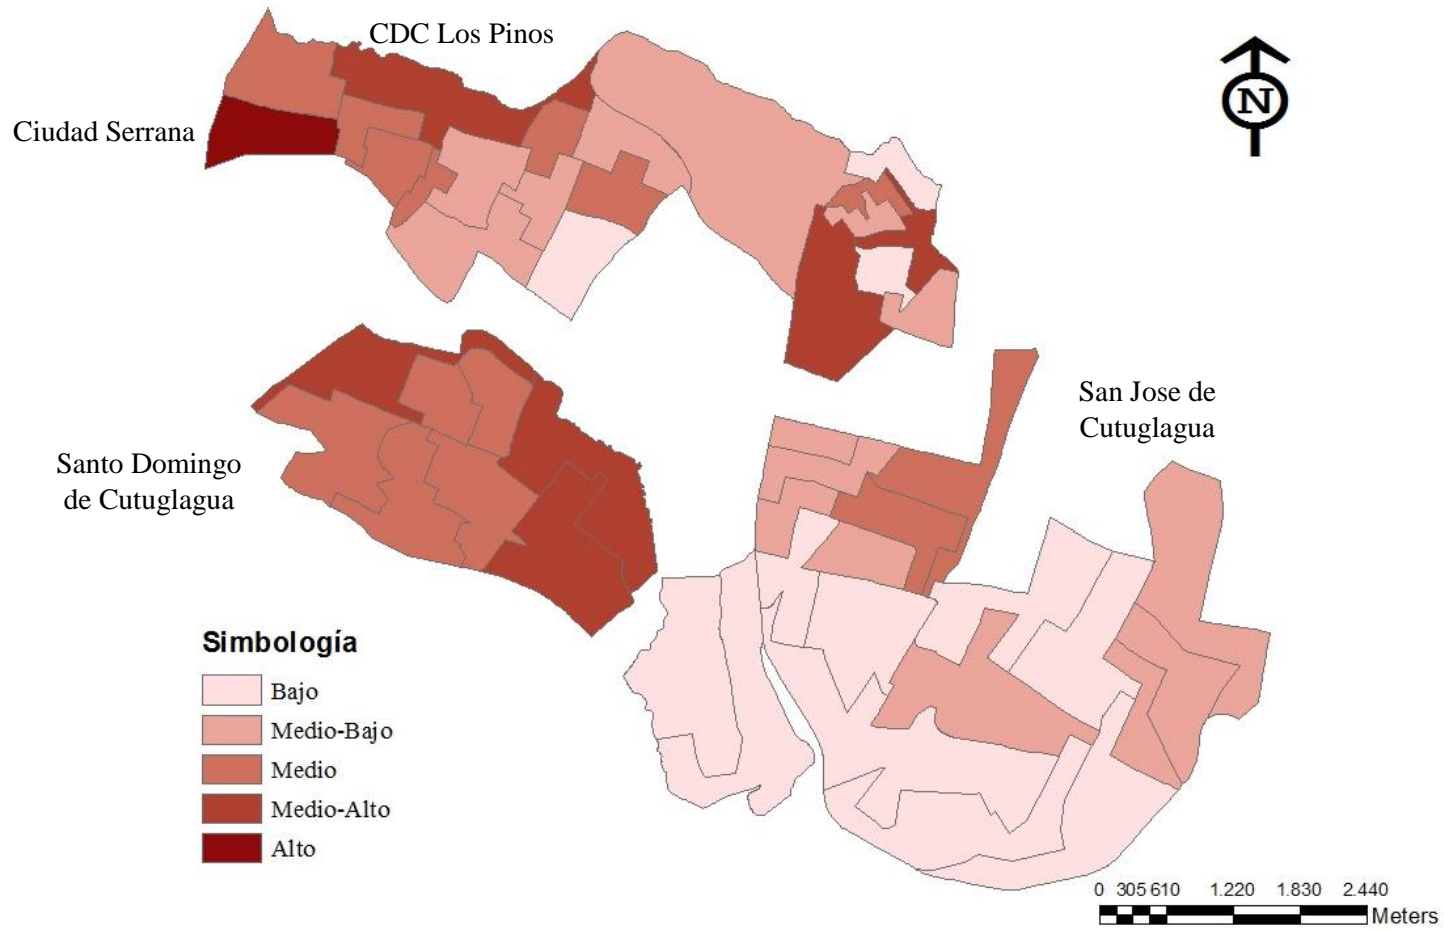 CDC Los Pinos
N
Ciudad Serrana
San Jose de
Cutuglagua
Santo Domingo
de Cutuglagua
Simbología
Bajo
Medio-Bajo
Medio
Medio-Alto
Alto
0 305 610 1.220 1.830 2.440
Meters